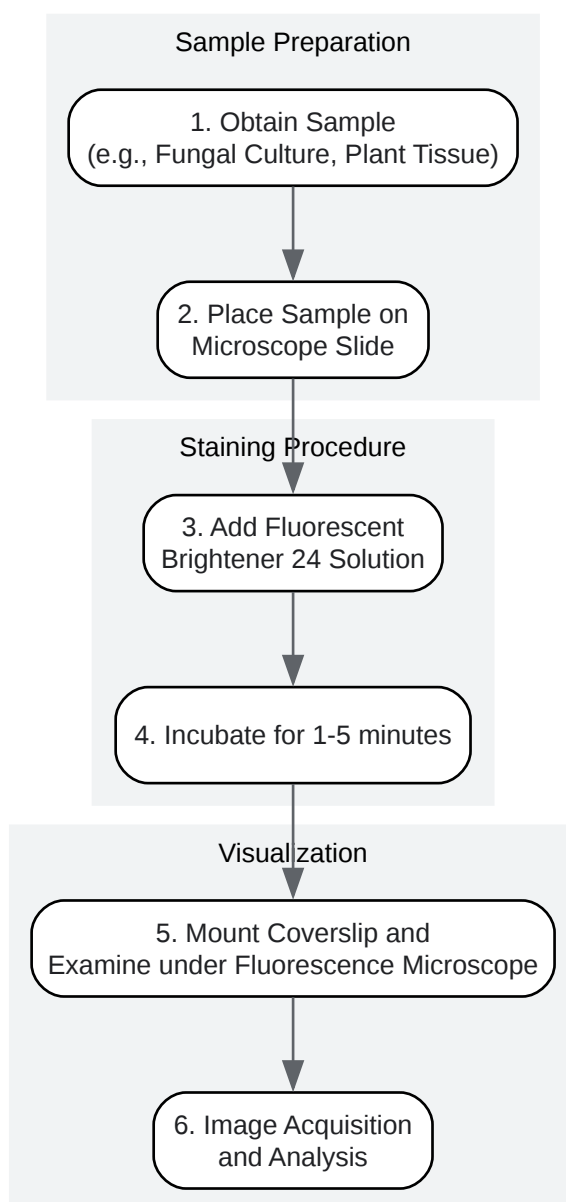 Sample Preparation
1. Obtain Sample
(e.g., Fungal Culture, Plant Tissue)
2. Place Sample on
Microscope Slide
Staining Procedure
3. Add Fluorescent
Brightener 24 Solution
4. Incubate for 1-5 minutes
Visualization
5. Mount Coverslip and
Examine under Fluorescence Microscope
6. Image Acquisition
and Analysis